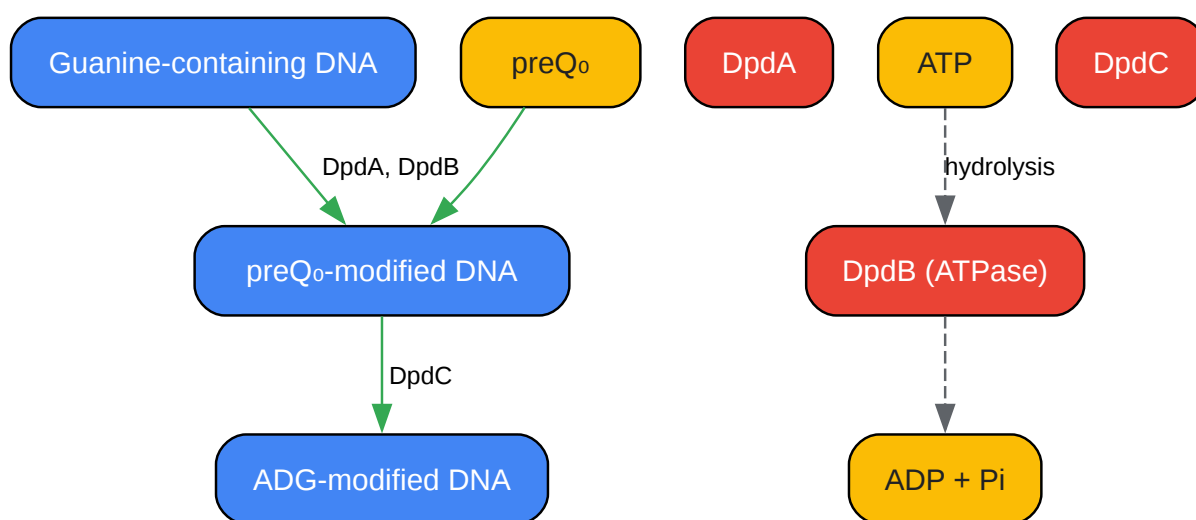 Guanine-containing DNA
preQ₀
DpdA
ATP
DpdC
DpdA, DpdB
hydrolysis
preQ₀-modified DNA
DpdB (ATPase)
DpdC
ADG-modified DNA
ADP + Pi